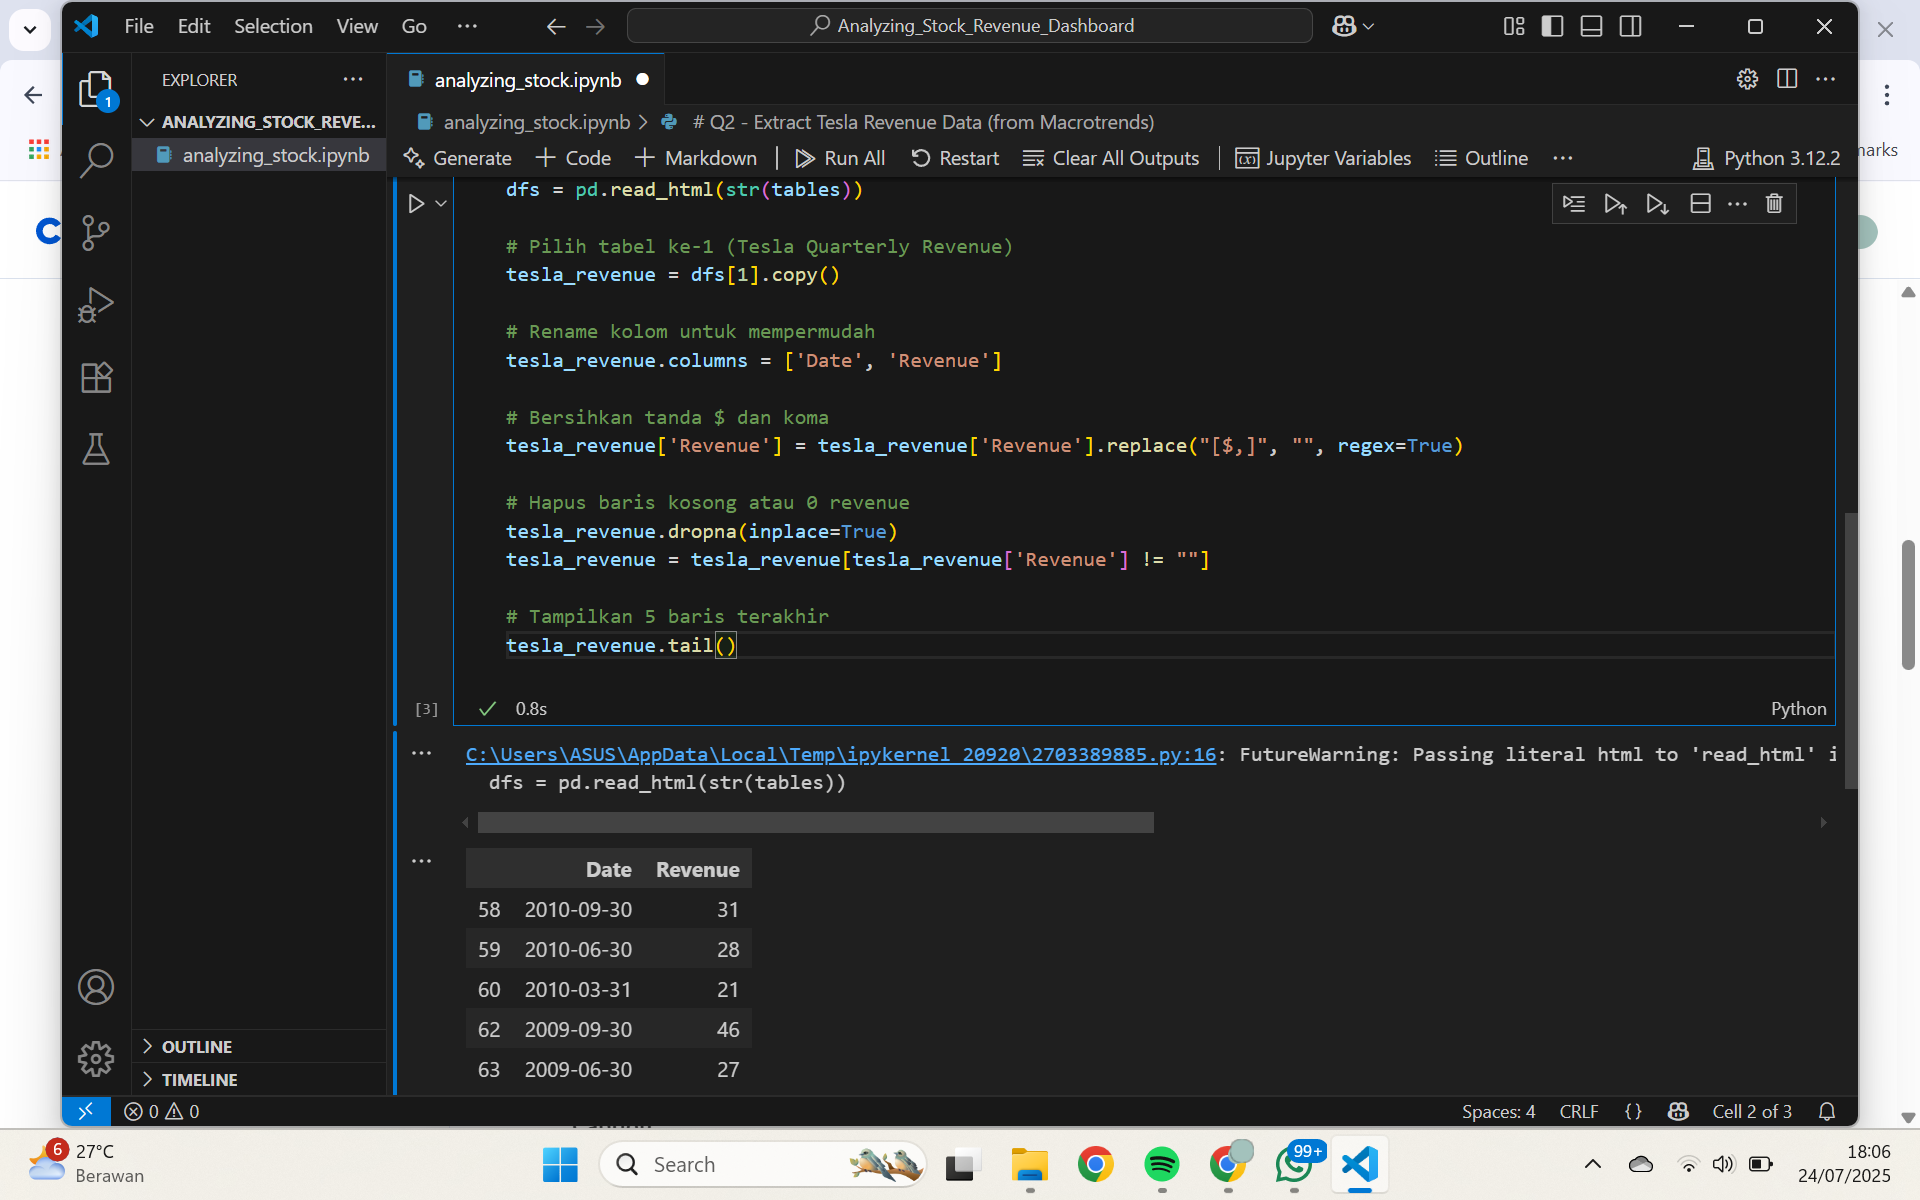 File Edit Selection View Go ··· Analyzing_Stock_Revenue_Dashboard
EXPLORER ···
analyzing_stock.ipynb
1
ANALYZING_STOCK_REVE...
analyzing_stock.ipynb > # Q2 - Extract Tesla Revenue Data (from Macrotrends)
analyzing_stock.ipynb
Generate + Code + Markdown | Run All Restart Clear All Outputs | Jupyter Variables Outline ··· Python 3.12.2
marks
dfs = pd.read_html(str(tables))
# Pilih tabel ke-1 (Tesla Quarterly Revenue)
tesla_revenue = dfs[1].copy()
# Rename kolom untuk mempermudah
tesla_revenue.columns = ['Date', 'Revenue']
# Bersihkan tanda $ dan koma
tesla_revenue['Revenue'] = tesla_revenue['Revenue'].replace("[$,]", "", regex=True)
# Hapus baris kosong atau 0 revenue
tesla_revenue.dropna(inplace=True)
tesla_revenue = tesla_revenue[tesla_revenue['Revenue'] != ""]
# Tampilkan 5 baris terakhir
tesla_revenue.tail()
[3] 0.8s Python
C:\Users\ASUS\AppData\Local\Temp\ipykernel_20920\2703389885.py:16: FutureWarning: Passing literal html to 'read_html' i
dfs = pd.read_html(str(tables))
Date Revenue
58 2010-09-30 31
59 2010-06-30 28
60 2010-03-31 21
62 2009-09-30 46
63 2009-06-30 27
OUTLINE
TIMELINE
0 0 Spaces: 4 CRLF {} Cell 2 of 3
6 27°C
Berawan
Search
99+
18:06
24/07/2025